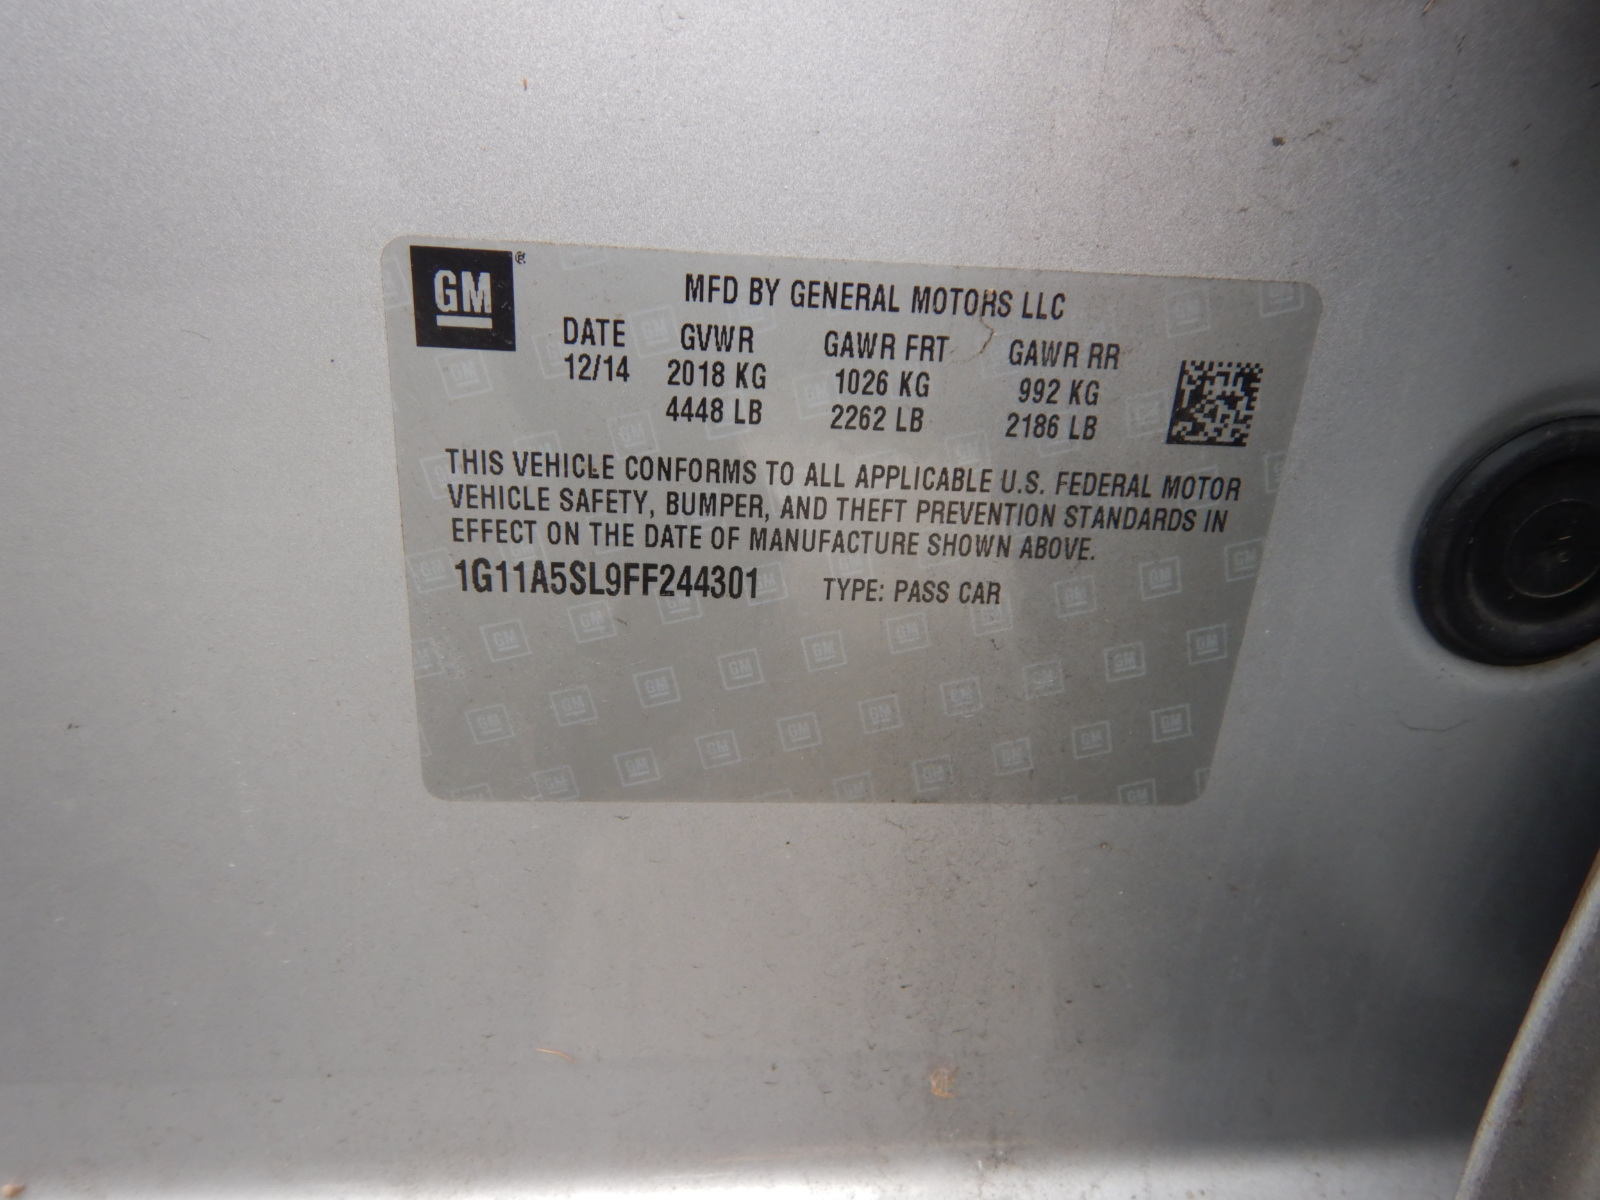 GM
MFD BY GENERAL MOTORS LLC
DATE GVWR GAWR FRT GAWR RR
12/14 2018 KG 1026 KG 992 KG
4448 LB 2262 LB 2186 LB
THIS VEHICLE CONFORMS TO ALL APPLICABLE U.S. FEDERAL MOTOR
VEHICLE SAFETY, BUMPER, AND THEFT PREVENTION STANDARDS IN
EFFECT ON THE DATE OF MANUFACTURE SHOWN ABOVE.
1G11A5SL9FF244301 TYPE: PASS CAR